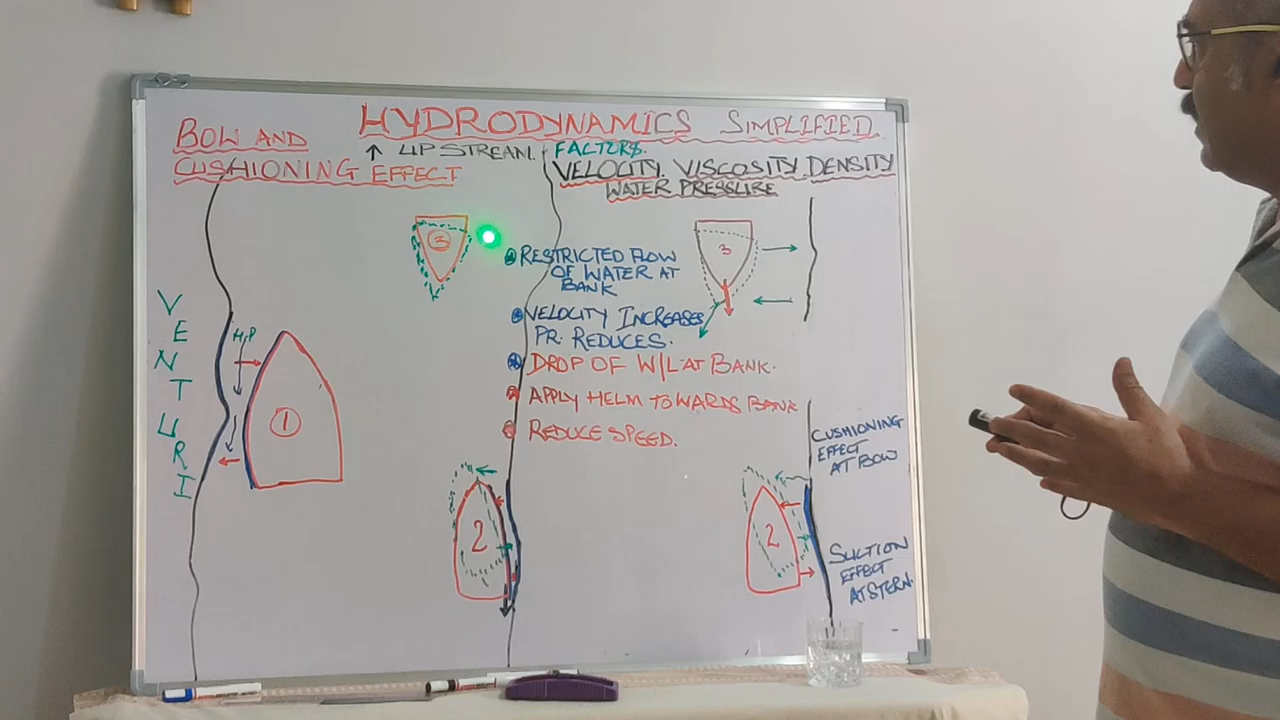 HYDRODYNAMICS SIMPLIFIED
BOW AND
CUSHIONING EFFECT
↑ UPSTREAM
FACTORS.
VELOCITY. VISCOSITY. DENSITY
WATER PRESSURE
3
RESTRICTED FLOW
OF WATER AT
BANK
VELOCITY INCREASES
PR. REDUCES.
DROP OF W/L AT BANK.
APPLY HELM TOWARDS BANK
REDUCE SPEED.
3
VENTURI
H.P
1
2
2
CUSHIONING
EFFECT
AT BOW
SUCTION
EFFECT
AT STERN.